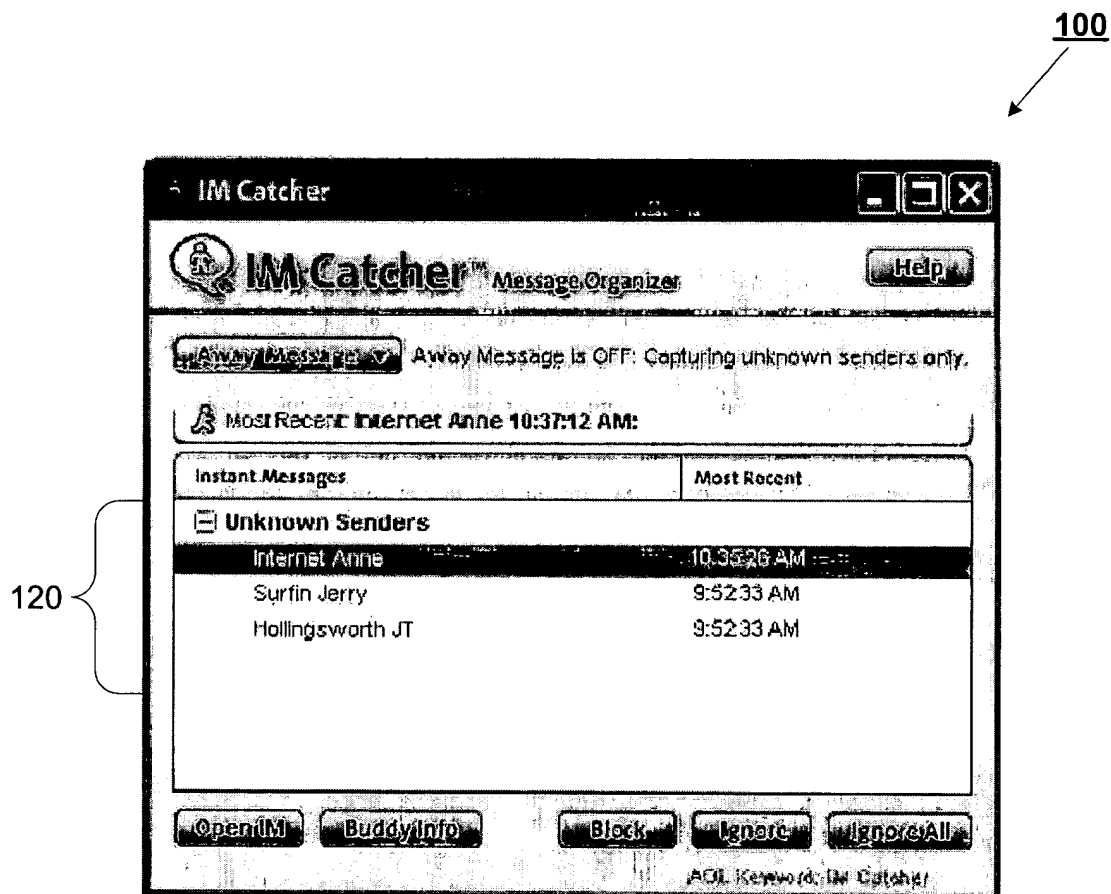 100
IM Catcher
IM Catcher™ Message Organizer
Help
Away Message Away Message is OFF: Capturing unknown senders only.
Most Recent: Internet Anne 10:37:12 AM:
Instant Messages Most Recent
Unknown Senders
Internet Anne 10:35:26 AM
120
Surfin Jerry 9:52:33 AM
Hollingsworth JT 9:52:33 AM
Open IM Buddy Info Block Ignore Ignore All
AOL Keyword: IM Catcher